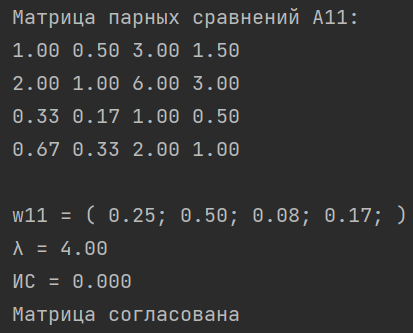 Матрица парных сравнений A11:
1.00 0.50 3.00 1.50
2.00 1.00 6.00 3.00
0.33 0.17 1.00 0.50
0.67 0.33 2.00 1.00
w11 = ( 0.25; 0.50; 0.08; 0.17; )
λ = 4.00
ИС = 0.000
Матрица согласована